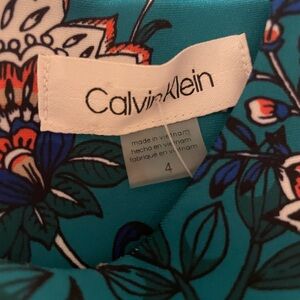 Calvin Klein
made in vietnam
hecho en vietnam
fabriqué en vietnam
4